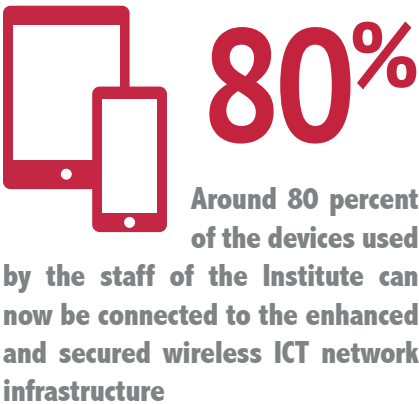 80%
Around 80 percent
of the devices used
by the staff of the Institute can
now be connected to the enhanced
and secured wireless ICT network
infrastructure